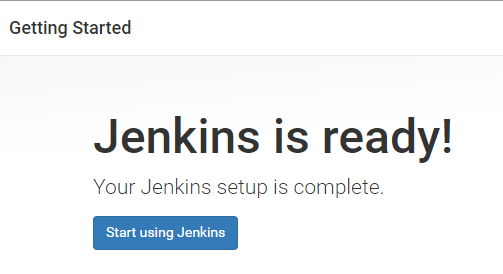 Getting Started
Jenkins is ready!
Your Jenkins setup is complete.
Start using Jenkins